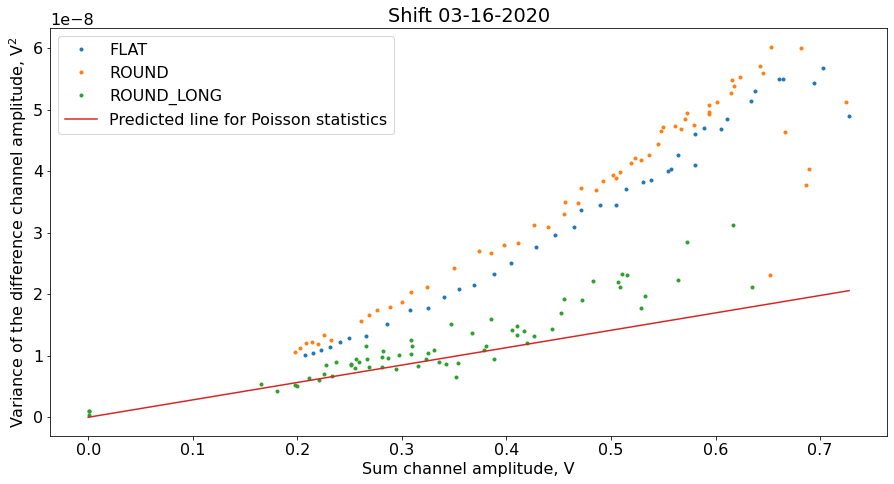 Shift 03-16-2020
1e−8
FLAT
ROUND
ROUND_LONG
Predicted line for Poisson statistics
Variance of the difference channel amplitude, V²
6
5
4
3
2
1
0
0.0 0.1 0.2 0.3 0.4 0.5 0.6 0.7
Sum channel amplitude, V